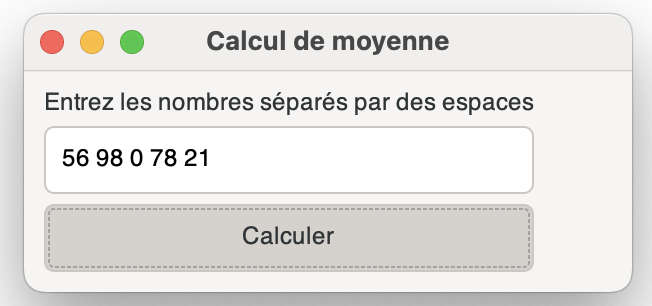 Calcul de moyenne
Entrez les nombres séparés par des espaces
56 98 0 78 21
Calculer